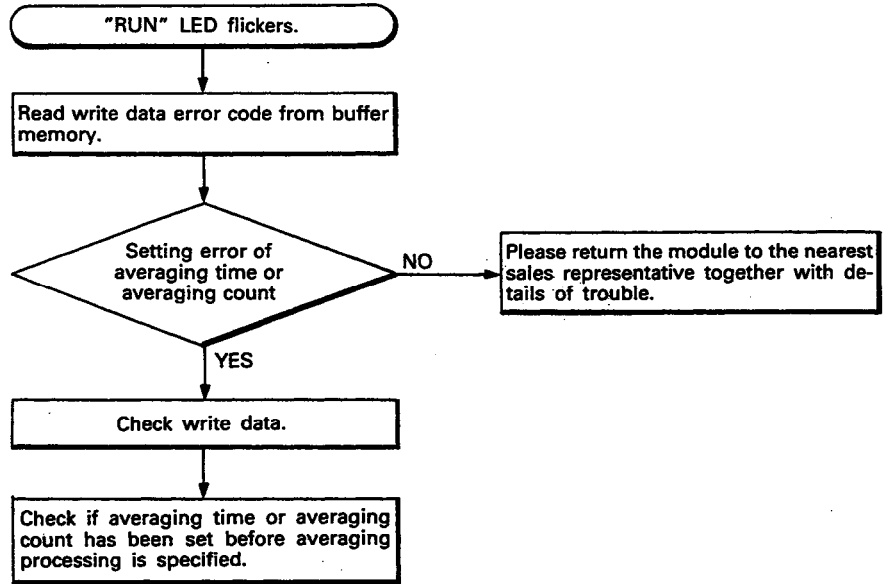 "RUN" LED flickers.
Read write data error code from buffer
memory.
Setting error of
averaging time or
averaging count
NO
Please return the module to the nearest
sales representative together with de-
tails of trouble.
YES
Check write data.
Check if averaging time or averaging
count has been set before averaging
processing is specified.